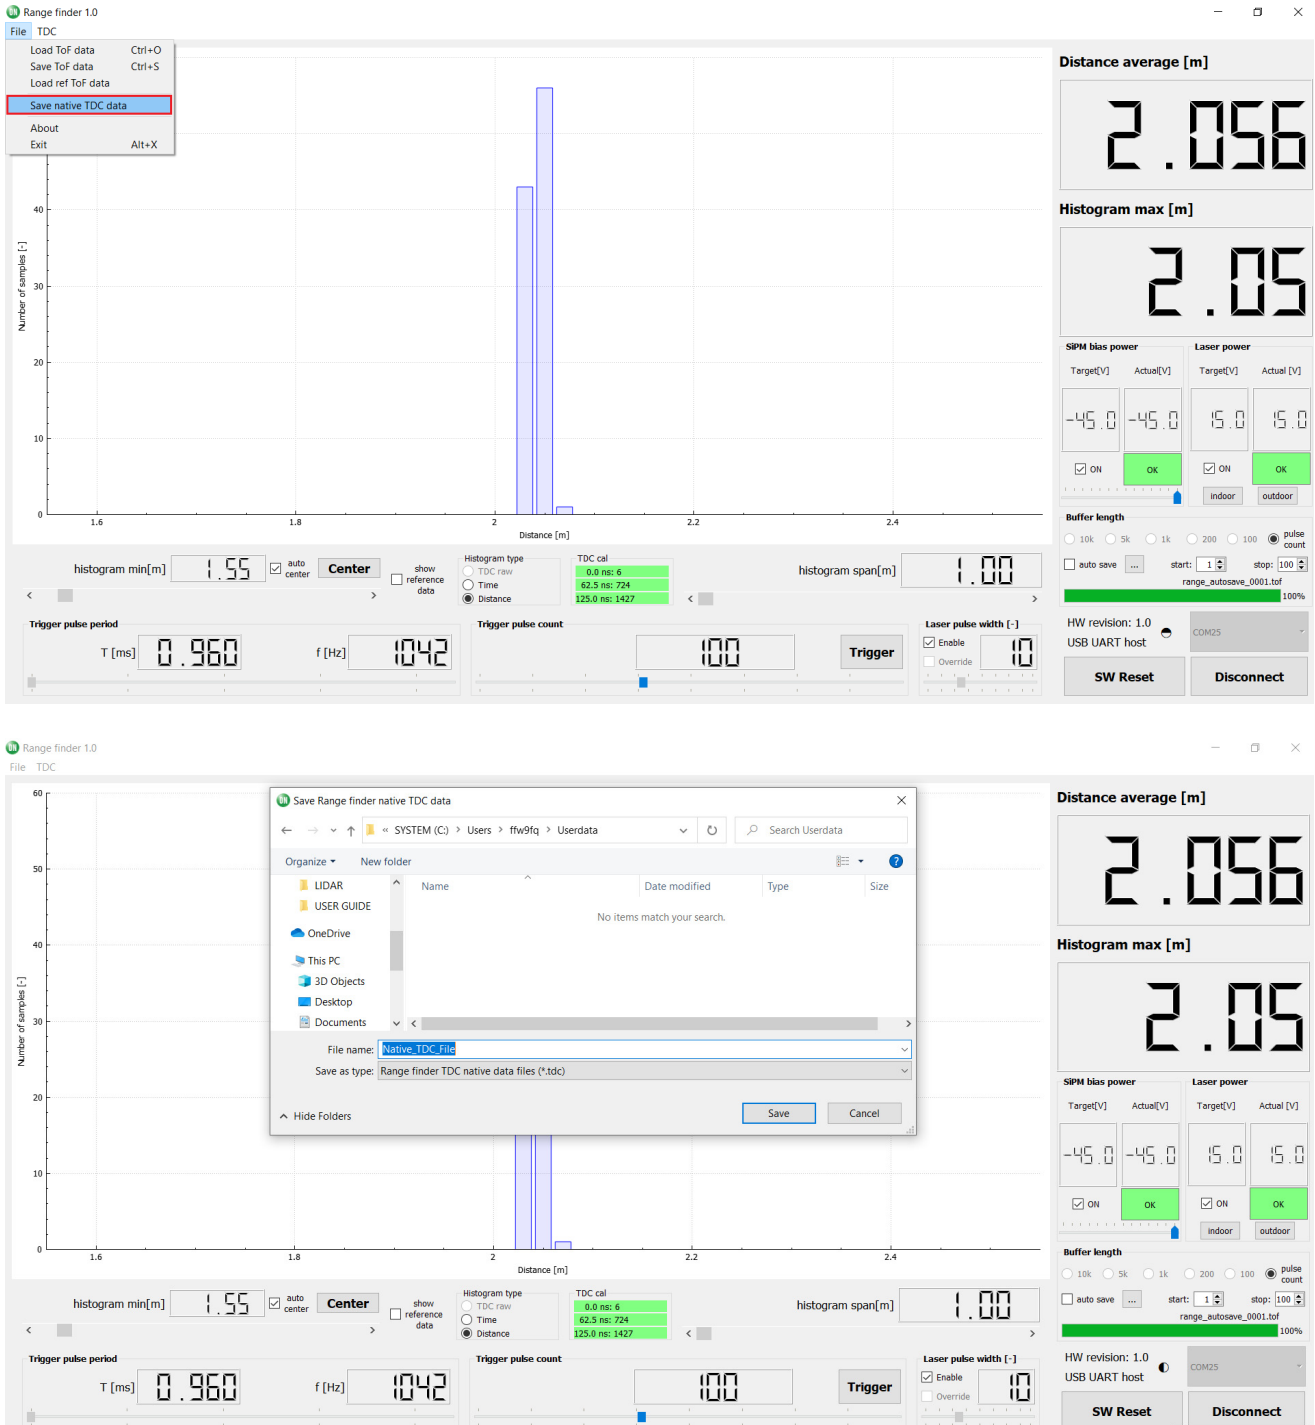 Range finder 1.0
File TDC
Load ToF data Ctrl+O
Save ToF data Ctrl+S
Load ref ToF data
Save native TDC data
About
Exit Alt+X
40
30
20
10
0
Number of samples [-]
1.6 1.8 2 2.2 2.4
Distance [m]
Distance average [m]
2.056
Histogram max [m]
2.05
SiPM bias power Laser power
Target[V] Actual[V] Target[V] Actual [V]
-45.0 -45.0 15.0 15.0
ON OK ON OK
indoor outdoor
Buffer length
10k 5k 1k 200 100 pulse count
auto save ... start: 1 stop: 100
range_autosave_0001.tof
100%
histogram min[m] 1.55 auto center Center
show reference data
Histogram type
TDC raw
Time
Distance
TDC cal
0.0 ns: 6
62.5 ns: 724
125.0 ns: 1427
histogram span[m] 1.00
Trigger pulse period
T [ms] 0.960 f [Hz] 1042
Trigger pulse count
100 Trigger
Laser pulse width [-]
Enable
Override
10
HW revision: 1.0
USB UART host
COM25
SW Reset Disconnect
Range finder 1.0
File TDC
60
50
40
30
20
10
0
Number of samples [-]
1.6 1.8 2 2.2 2.4
Distance [m]
Save Range finder native TDC data
« SYSTEM (C:) > Users > ffw9fq > Userdata
Search Userdata
Organize New folder
LIDAR
USER GUIDE
OneDrive
This PC
3D Objects
Desktop
Documents
Name Date modified Type Size
No items match your search.
File name: Native_TDC_File
Save as type: Range finder TDC native data files (*.tdc)
Hide Folders Save Cancel
Distance average [m]
2.056
Histogram max [m]
2.05
SiPM bias power Laser power
Target[V] Actual[V] Target[V] Actual [V]
-45.0 -45.0 15.0 15.0
ON OK ON OK
indoor outdoor
Buffer length
10k 5k 1k 200 100 pulse count
auto save ... start: 1 stop: 100
range_autosave_0001.tof
100%
histogram min[m] 1.55 auto center Center
show reference data
Histogram type
TDC raw
Time
Distance
TDC cal
0.0 ns: 6
62.5 ns: 724
125.0 ns: 1427
histogram span[m] 1.00
Trigger pulse period
T [ms] 0.960 f [Hz] 1042
Trigger pulse count
100 Trigger
Laser pulse width [-]
Enable
Override
10
HW revision: 1.0
USB UART host
COM25
SW Reset Disconnect